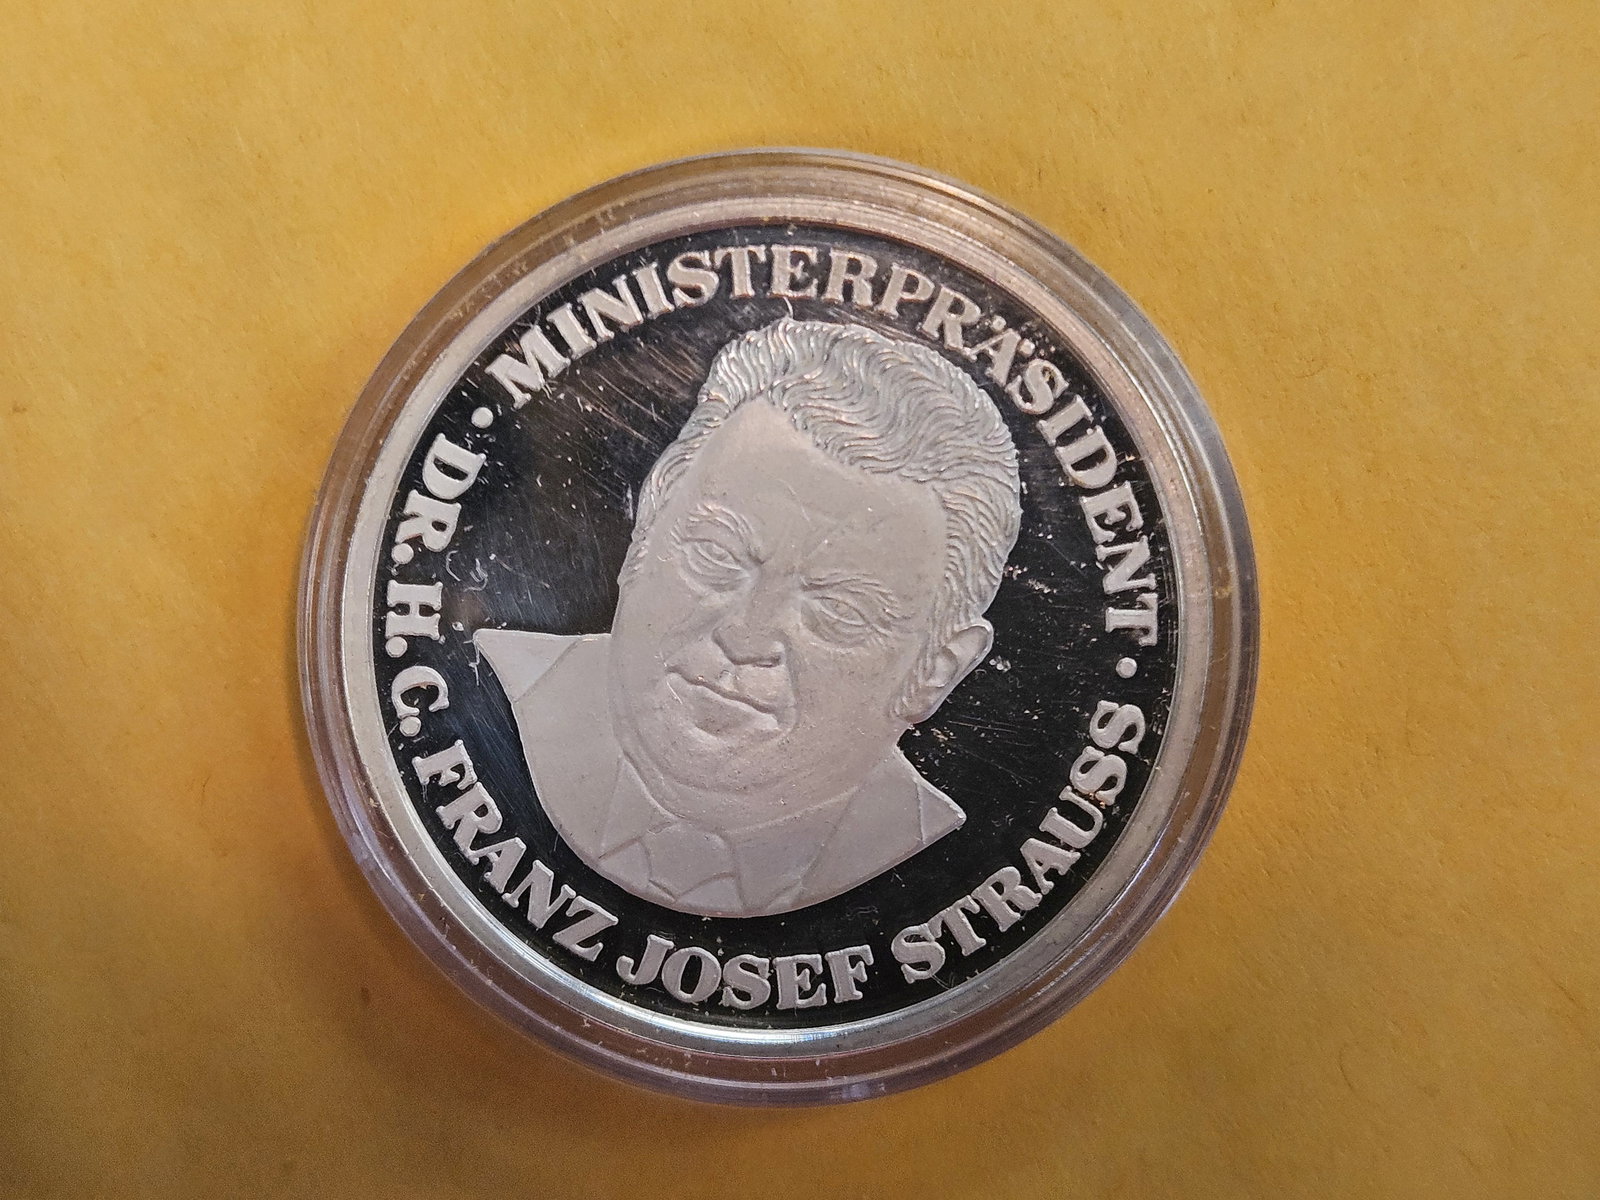 · MINISTERPRÄSIDENT ·
DR. H. C. FRANZ JOSEF STRAUSS